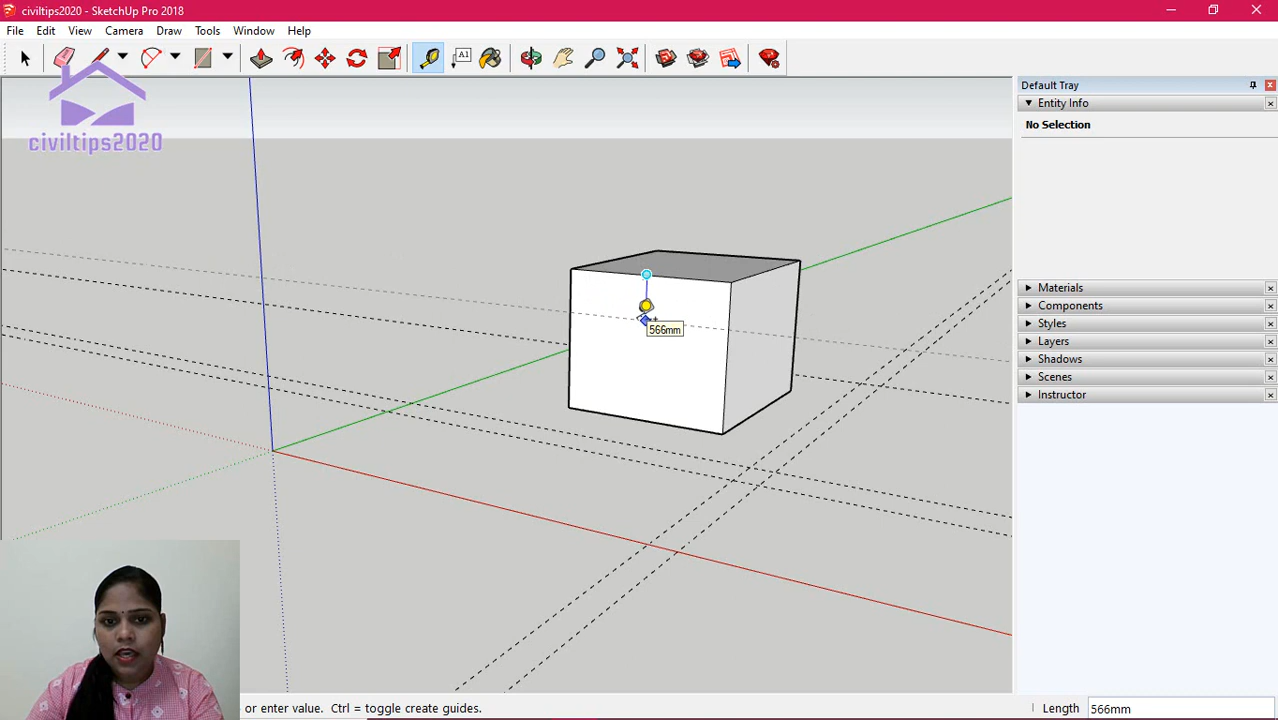 civiltips2020 - SketchUp Pro 2018
File Edit View Camera Draw Tools Window Help
A1
civiltips2020
566mm
Default Tray
Entity Info
No Selection
Materials
Components
Styles
Layers
Shadows
Scenes
Instructor
or enter value. Ctrl = toggle create guides.
Length 566mm